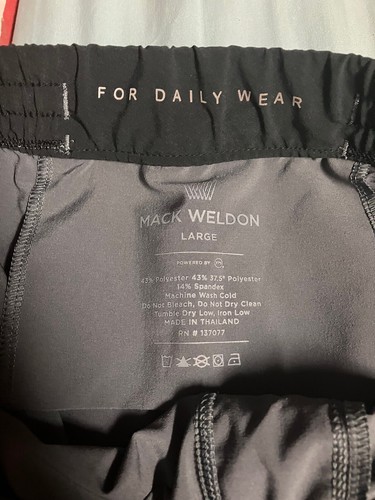 FOR DAILY WEAR
MACK WELDON
LARGE
POWERED BY
43% Polyester 43% 37.5® Polyester
14% Spandex
Machine Wash Cold
Do Not Bleach, Do Not Dry Clean
Tumble Dry Low, Iron Low
MADE IN THAILAND
RN # 137077